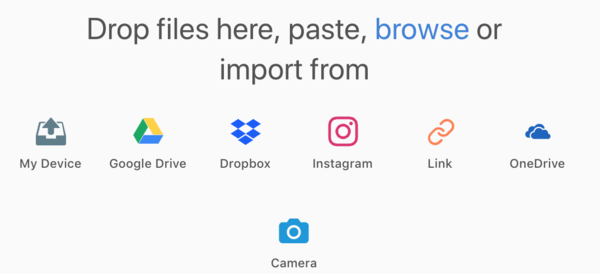 Drop files here, paste, browse or
import from
My Device
Google Drive
Dropbox
Instagram
Link
OneDrive
Camera